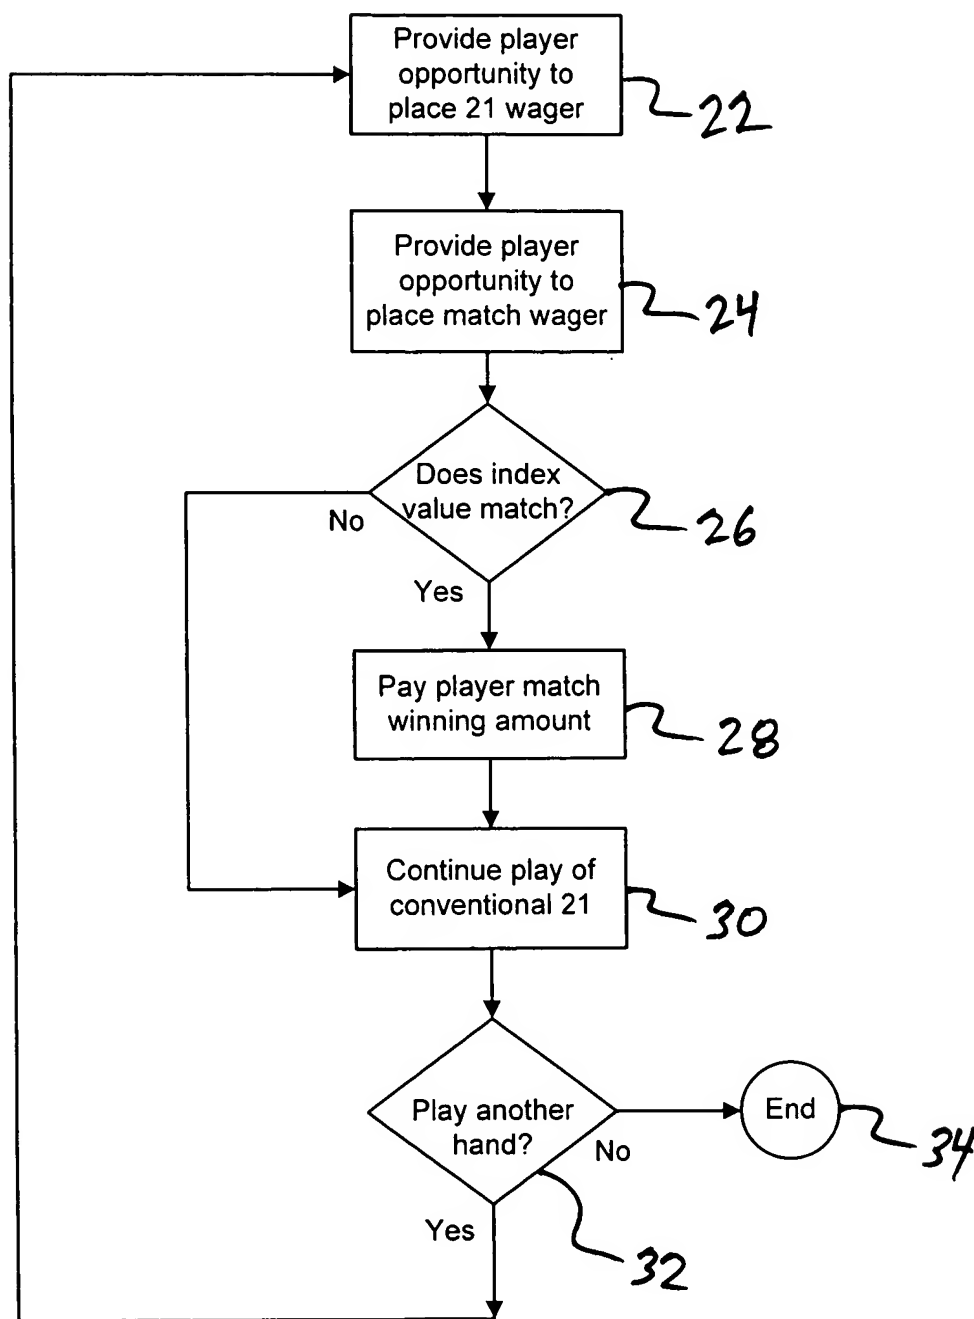 Provide player
opportunity to
place 21 wager
22
Provide player
opportunity to
place match wager
24
Does index
value match?
No
26
Yes
Pay player match
winning amount
28
Continue play of
conventional 21
30
Play another
hand?
No
End
34
Yes
32